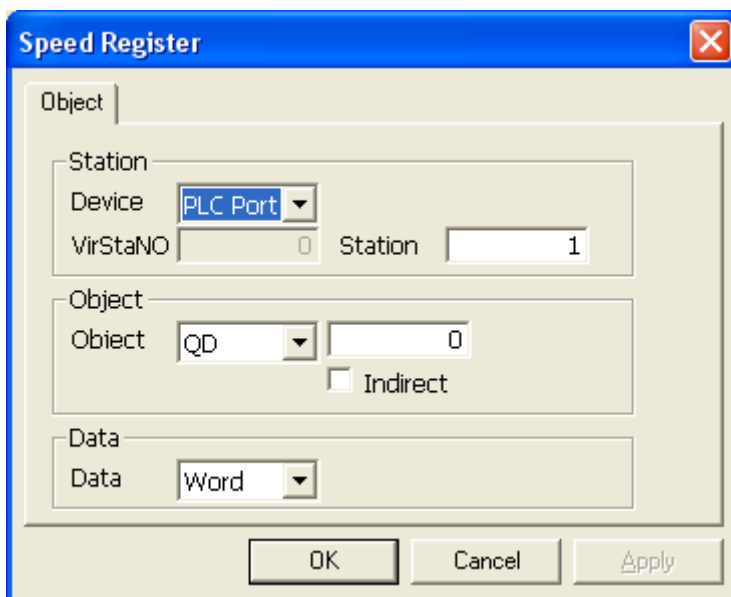 Speed Register
Object
Station
Device PLC Port
VirStaNO 0 Station 1
Object
Obiect QD 0
Indirect
Data
Data Word
OK Cancel Apply